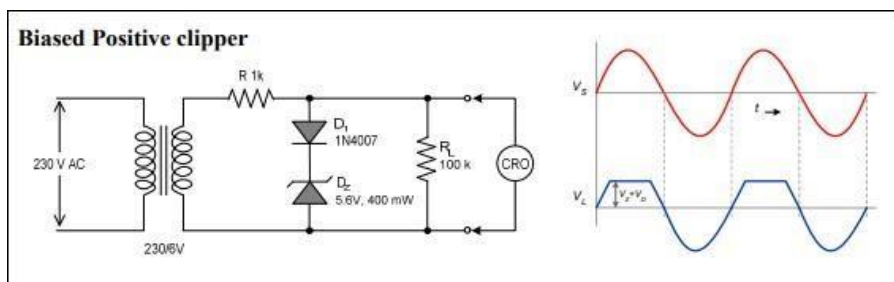 Biased Positive clipper
R 1k
D1
1N4007
230 V AC
RL
100 k
CRO
DZ
5.6V, 400 mW
230/6V
VS
t
VL
Vz+VD